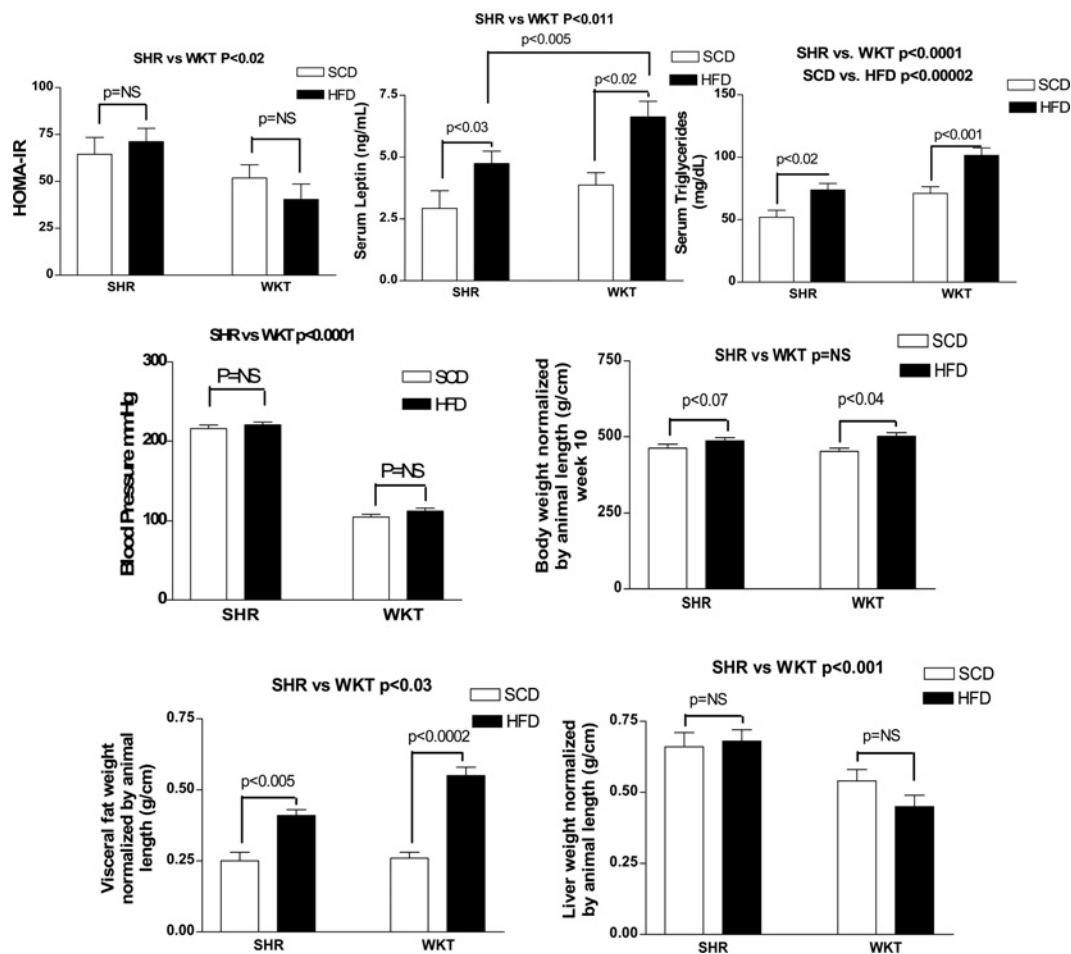 SHR vs WKT P<0.02
SCD
HFD
p=NS
p=NS
HOMA-IR
100
75
50
25
0
SHR
WKT
SHR vs WKT P<0.011
p<0.005
SCD
HFD
p<0.02
p<0.03
Serum Leptin (ng/mL)
7.5
5.0
2.5
0.0
SHR
WKT
SHR vs. WKT p<0.0001
SCD vs. HFD p<0.00002
SCD
HFD
p<0.001
p<0.02
Serum Triglycerides
(mg/dL)
150
100
50
0
SHR
WKT
SHR vs WKT p<0.0001
SCD
HFD
P=NS
P=NS
Blood Pressure mmHg
300
200
100
0
SHR
WKT
SHR vs WKT p=NS
SCD
HFD
p<0.07
p<0.04
Body weight normalized
by animal length (g/cm)
week 10
750
500
250
0
SHR
WKT
SHR vs WKT p<0.03
SCD
HFD
p<0.0002
p<0.005
Visceral fat weight
normalized by animal
length (g/cm)
0.75
0.50
0.25
0.00
SHR
WKT
SHR vs WKT p<0.001
SCD
HFD
p=NS
p=NS
Liver weight normalized
by animal length (g/cm)
0.75
0.50
0.25
0.00
SHR
WKT